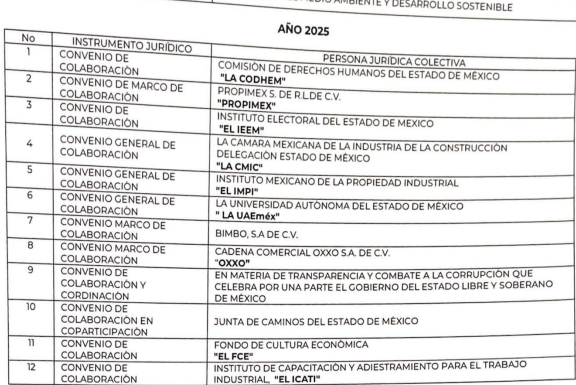 MEDIO AMBIENTE Y DESARROLLO SOSTENIBLE
AÑO 2025
No INSTRUMENTO JURÍDICO PERSONA JURÍDICA COLECTIVA
1 CONVENIO DE
COLABORACIÓN
COMISIÓN DE DERECHOS HUMANOS DEL ESTADO DE MÉXICO
"LA CODHEM"
2 CONVENIO DE MARCO DE
COLABORACIÓN
PROPIMEX S. DE R.L.DE C.V.
"PROPIMEX"
3 CONVENIO DE
COLABORACIÓN
INSTITUTO ELECTORAL DEL ESTADO DE MEXICO
"EL IEEM"
4 CONVENIO GENERAL DE
COLABORACIÓN
LA CAMARA MEXICANA DE LA INDUSTRIA DE LA CONSTRUCCIÓN
DELEGACIÓN ESTADO DE MÉXICO
"LA CMIC"
5 CONVENIO GENERAL DE
COLABORACIÓN
INSTITUTO MEXICANO DE LA PROPIEDAD INDUSTRIAL
"EL IMPI"
6 CONVENIO GENERAL DE
COLABORACIÓN
LA UNIVERSIDAD AUTÓNOMA DEL ESTADO DE MÉXICO
" LA UAEméx"
7 CONVENIO MARCO DE
COLABORACIÓN
BIMBO, S.A DE C.V.
8 CONVENIO MARCO DE
COLABORACIÓN
CADENA COMERCIAL OXXO S.A. DE C.V.
"OXXO"
9 CONVENIO DE
COLABORACIÓN Y
CORDINACIÓN
EN MATERIA DE TRANSPARENCIA Y COMBATE A LA CORRUPCIÓN QUE
CELEBRA POR UNA PARTE EL GOBIERNO DEL ESTADO LIBRE Y SOBERANO
DE MÉXICO
10 CONVENIO DE
COLABORACIÓN EN
COPARTICIPACIÓN
JUNTA DE CAMINOS DEL ESTADO DE MÉXICO
11 CONVENIO DE
COLABORACIÓN
FONDO DE CULTURA ECONÓMICA
"EL FCE"
12 CONVENIO DE
COLABORACIÓN
INSTITUTO DE CAPACITACIÓN Y ADIESTRAMIENTO PARA EL TRABAJO
INDUSTRIAL, "EL ICATI"